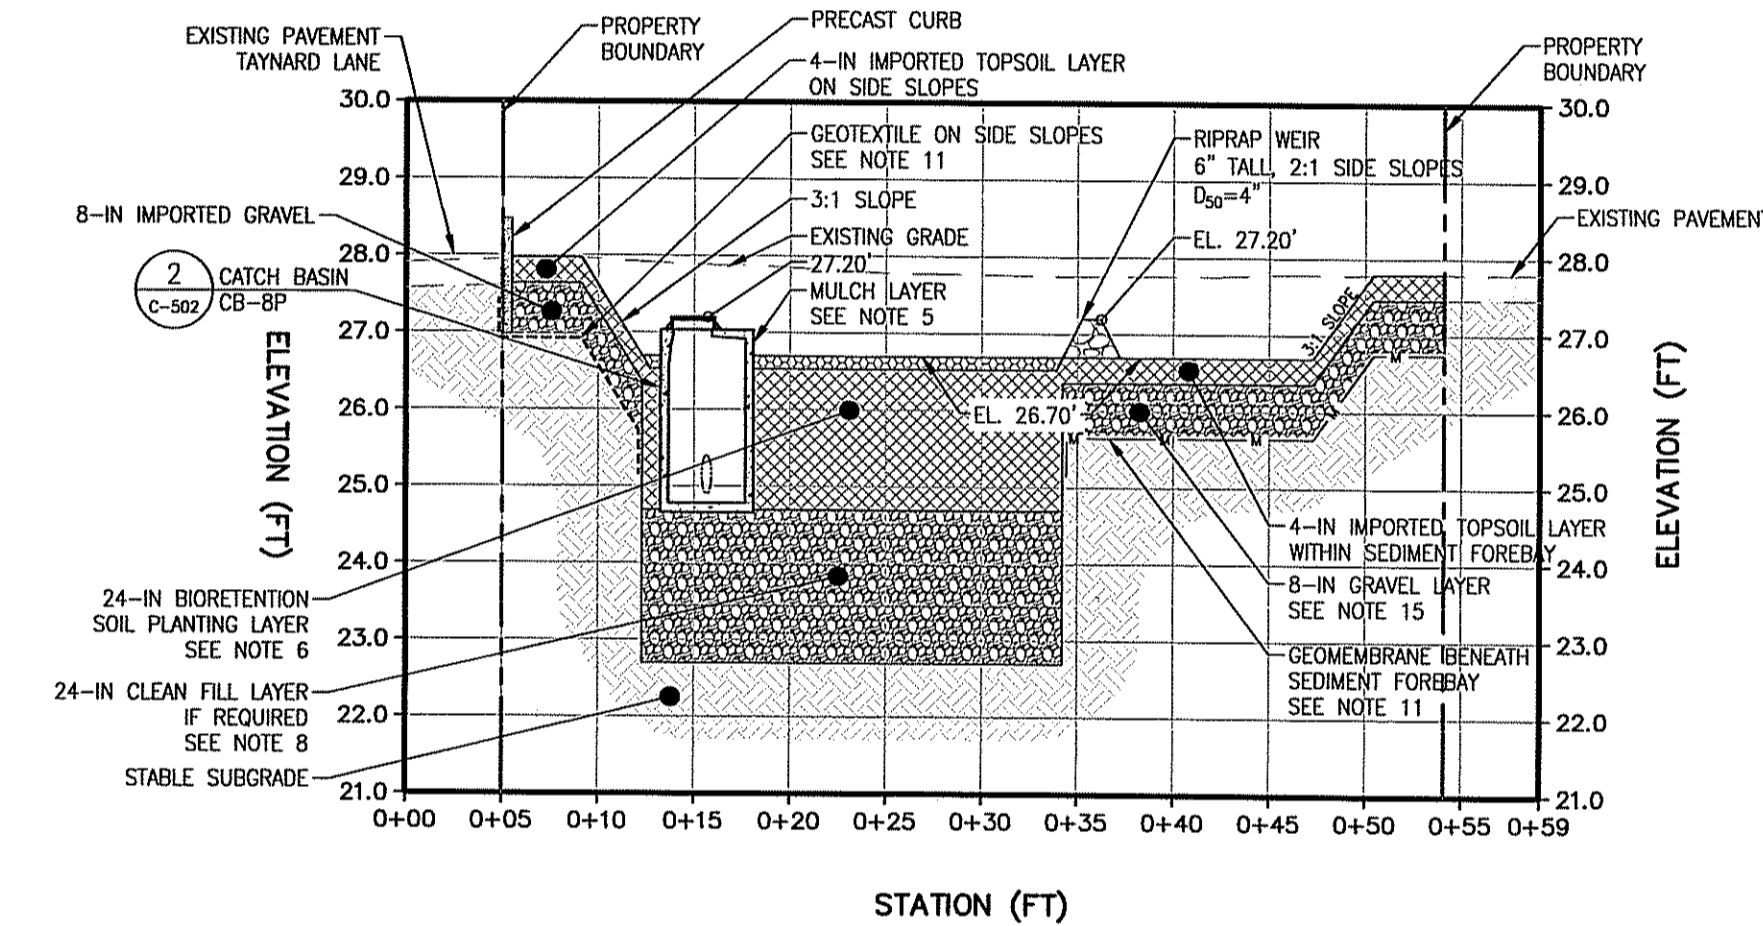 EXISTING PAVEMENT
TAYNARD LANE
PROPERTY
BOUNDARY
PRECAST CURB
4-IN IMPORTED TOPSOIL LAYER
ON SIDE SLOPES
PROPERTY
BOUNDARY
GEOTEXTILE ON SIDE SLOPES
SEE NOTE 11
RIPRAP WEIR
6" TALL, 2:1 SIDE SLOPES
D50=4"
8-IN IMPORTED GRAVEL
3:1 SLOPE
EXISTING PAVEMENT
EXISTING GRADE
EL. 27.20'
27.20'
2
C-502
CATCH BASIN
CB-8P
MULCH LAYER
SEE NOTE 5
3:1 SLOPE
M
EL. 26.70'
M
M
M
M
30.0
29.0
28.0
27.0
26.0
25.0
24.0
23.0
22.0
21.0
ELEVATION (FT)
30.0
29.0
28.0
27.0
26.0
25.0
24.0
23.0
22.0
21.0
ELEVATION (FT)
4-IN IMPORTED TOPSOIL LAYER
WITHIN SEDIMENT FOREBAY
8-IN GRAVEL LAYER
SEE NOTE 15
GEOMEMBRANE BENEATH
SEDIMENT FOREBAY
SEE NOTE 11
24-IN BIORETENTION
SOIL PLANTING LAYER
SEE NOTE 6
24-IN CLEAN FILL LAYER
IF REQUIRED
SEE NOTE 8
STABLE SUBGRADE
0+00 0+05 0+10 0+15 0+20 0+25 0+30 0+35 0+40 0+45 0+50 0+55 0+59
STATION (FT)